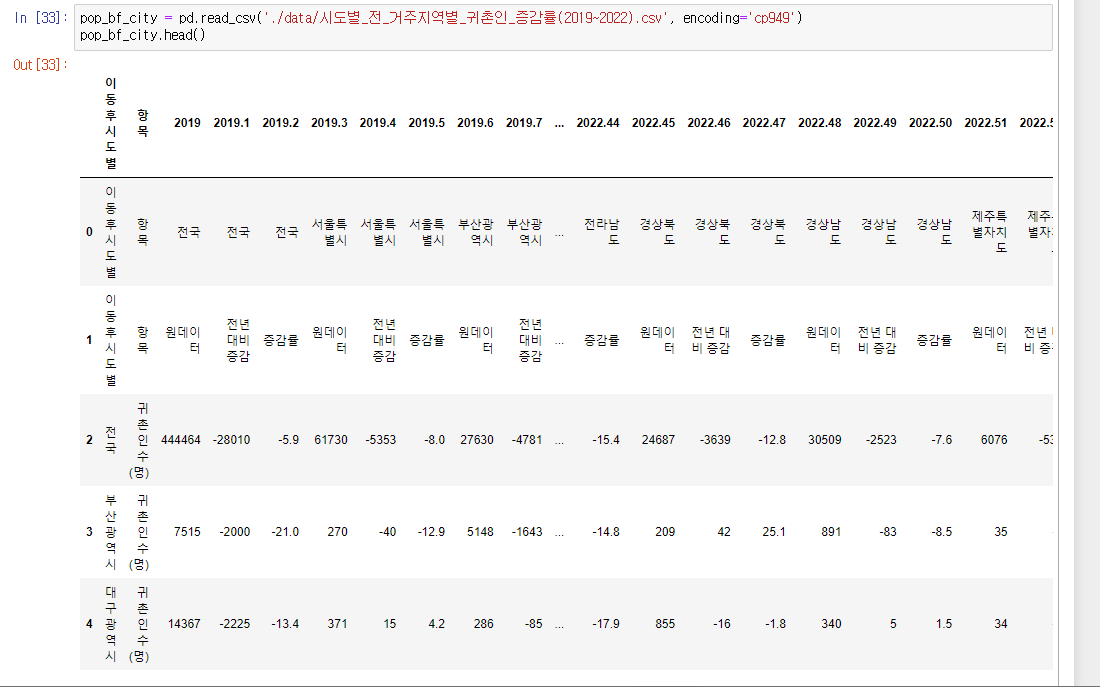 In [33]: pop_bf_city = pd.read_csv('./data/시도별_전_거주지역별_귀촌인_증감률(2019~2022).csv', encoding='cp949')
pop_bf_city.head()
Out[33]:
이동후시도별 항목 2019 2019.1 2019.2 2019.3 2019.4 2019.5 2019.6 2019.7 ... 2022.44 2022.45 2022.46 2022.47 2022.48 2022.49 2022.50 2022.51
0 이동후시도별 항목 전국 전국 전국 서울특별시 서울특별시 서울특별시 부산광역시 부산광역시 ... 전라남도 경상북도 경상북도 경상북도 경상남도 경상남도 경상남도 제주특별자치도
1 이동후시도별 항목 원데이터 전년 대비 증감 증감률 원데이터 전년 대비 증감 증감률 원데이터 전년 대비 증감 ... 증감률 원데이터 전년 대비 증감 증감률 원데이터 전년 대비 증감 증감률 원데이터
2 전국 귀촌인수 (명) 444464 -28010 -5.9 61730 -5353 -8.0 27630 -4781 ... -15.4 24687 -3639 -12.8 30509 -2523 -7.6 6076
3 부산광역시 귀촌인수 (명) 7515 -2000 -21.0 270 -40 -12.9 5148 -1643 ... -14.8 209 42 25.1 891 -83 -8.5 35
4 대구광역시 귀촌인수 (명) 14367 -2225 -13.4 371 15 4.2 286 -85 ... -17.9 855 -16 -1.8 340 5 1.5 34